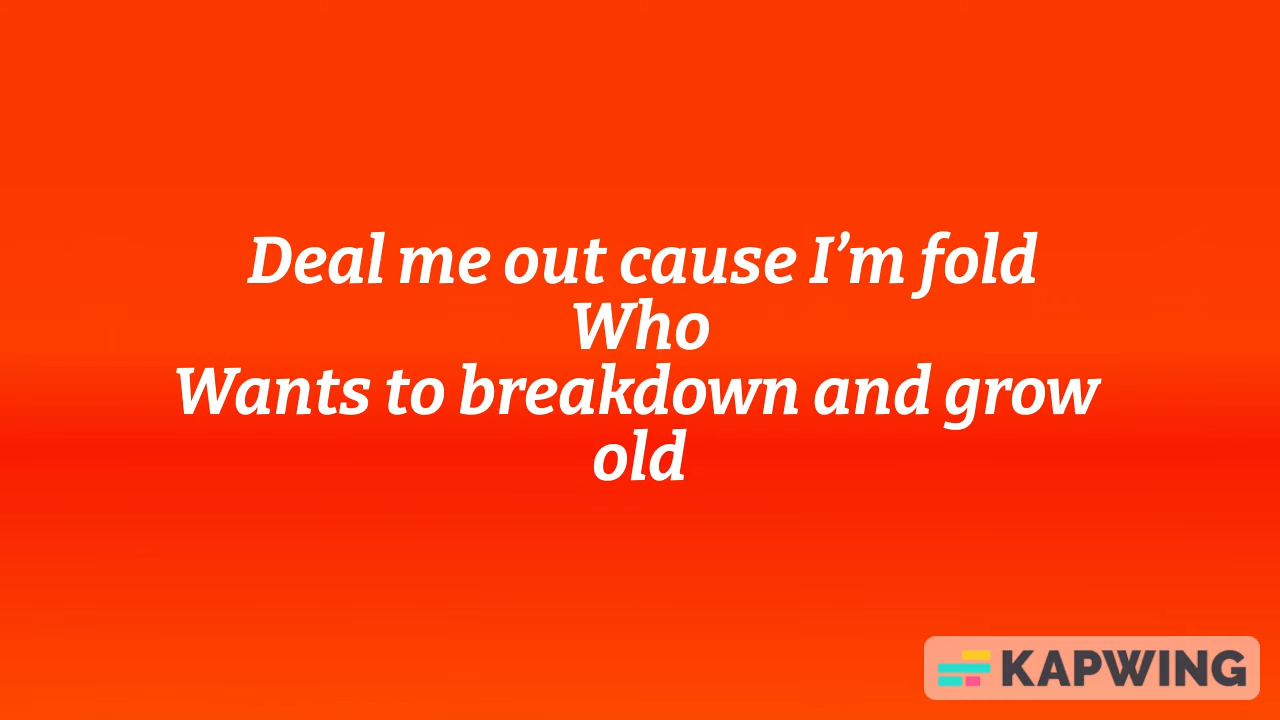 Deal me out cause I’m fold
Who
Wants to breakdown and grow
old
KAPWING